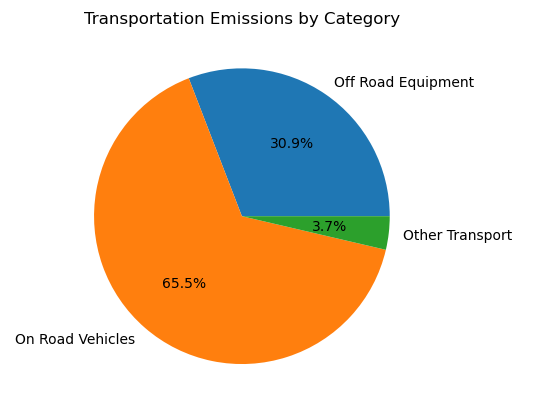 Transportation Emissions by Category
Off Road Equipment
30.9%
3.7%
Other Transport
65.5%
On Road Vehicles